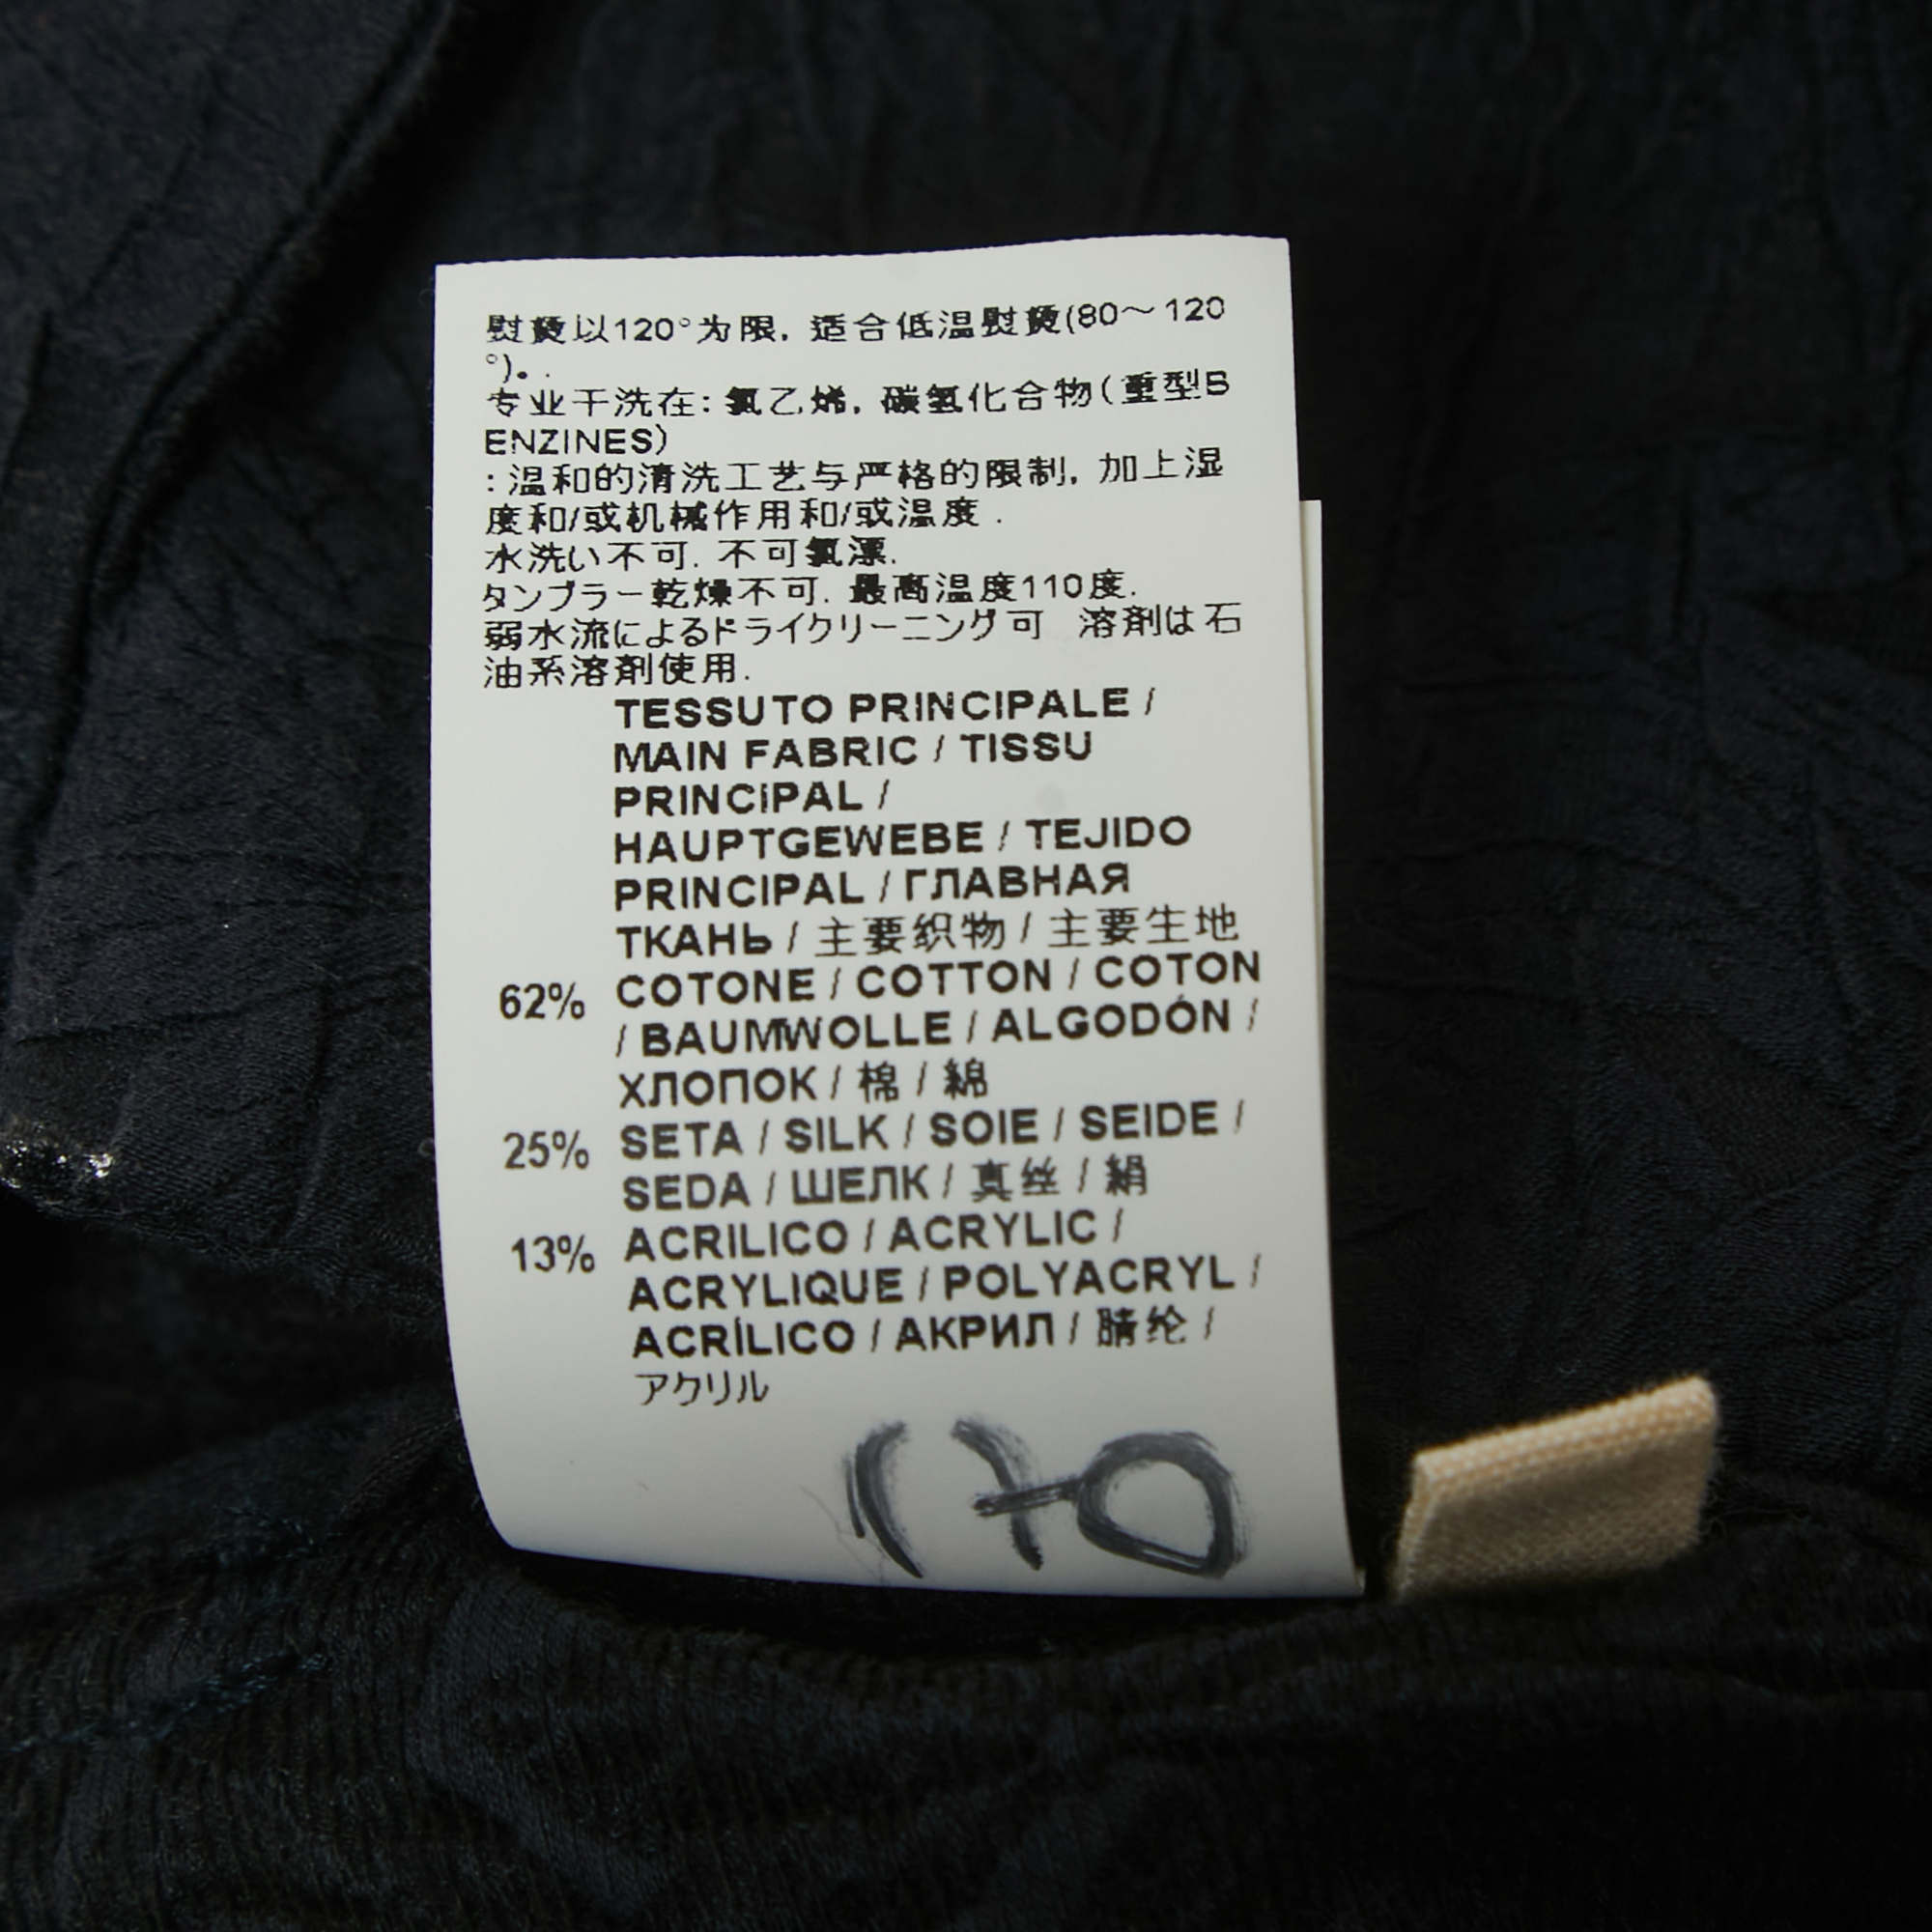 熨烫以120°为限, 适合低温熨烫(80～120
°)。.
专业干洗在: 氯乙烯, 碳氢化合物(重型B
ENZINES)
: 温和的清洗工艺与严格的限制, 加上湿
度和/或机械作用和/或温度 .
水洗い不可. 不可氯漂.
タンブラー乾燥不可. 最高温度110度.
弱水流によるドライクリーニング可 溶剤は石
油系溶剤使用.
TESSUTO PRINCIPALE /
MAIN FABRIC / TISSU
PRINCIPAL /
HAUPTGEWEBE / TEJIDO
PRINCIPAL / ГЛАВНАЯ
ТКАНЬ / 主要织物 / 主要生地
62% COTONE / COTTON / COTON
/ BAUMWOLLE / ALGODÓN /
ХЛОПОК / 棉 / 綿
25% SETA / SILK / SOIE / SEIDE /
SEDA / ШЕЛК / 真丝 / 絹
13% ACRILICO / ACRYLIC /
ACRYLIQUE / POLYACRYL /
ACRÍLICO / АКРИЛ / 腈纶 /
アクリル